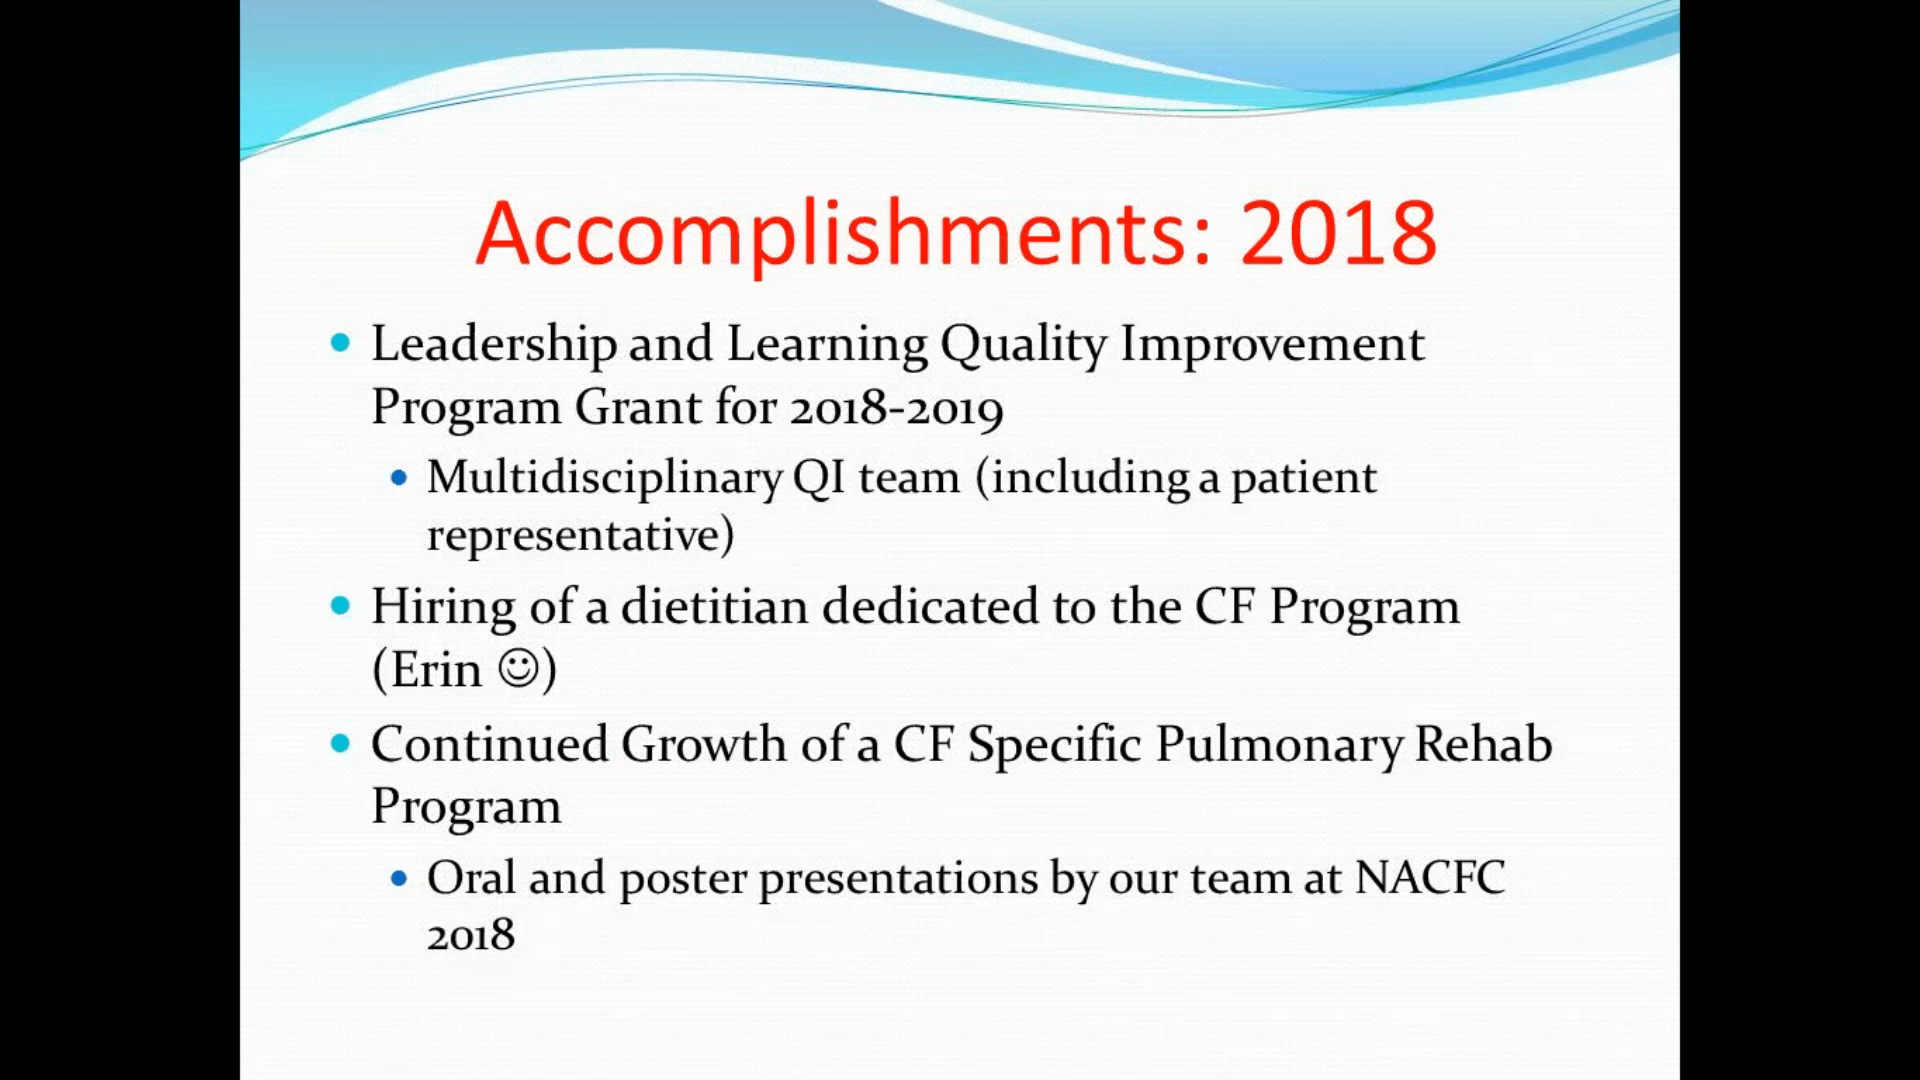 Accomplishments: 2018
• Leadership and Learning Quality Improvement
Program Grant for 2018-2019
• Multidisciplinary QI team (including a patient
representative)
• Hiring of a dietitian dedicated to the CF Program
(Erin ☺)
• Continued Growth of a CF Specific Pulmonary Rehab
Program
• Oral and poster presentations by our team at NACFC
2018